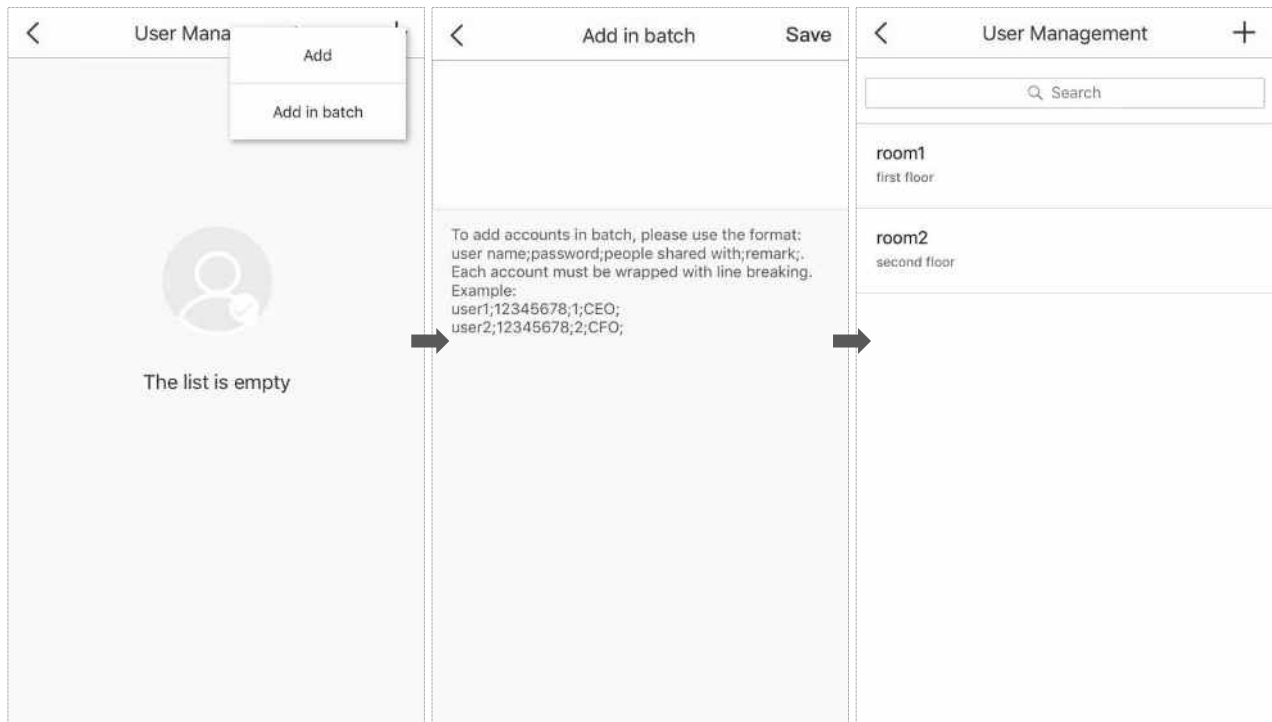 User Mana
Add
Add in batch
The list is empty
Add in batch
Save
To add accounts in batch, please use the format:
user name;password;people shared with;remark;.
Each account must be wrapped with line breaking.
Example:
user1;12345678;1;CEO;
user2;12345678;2;CFO;
User Management
Search
room1
first floor
room2
second floor